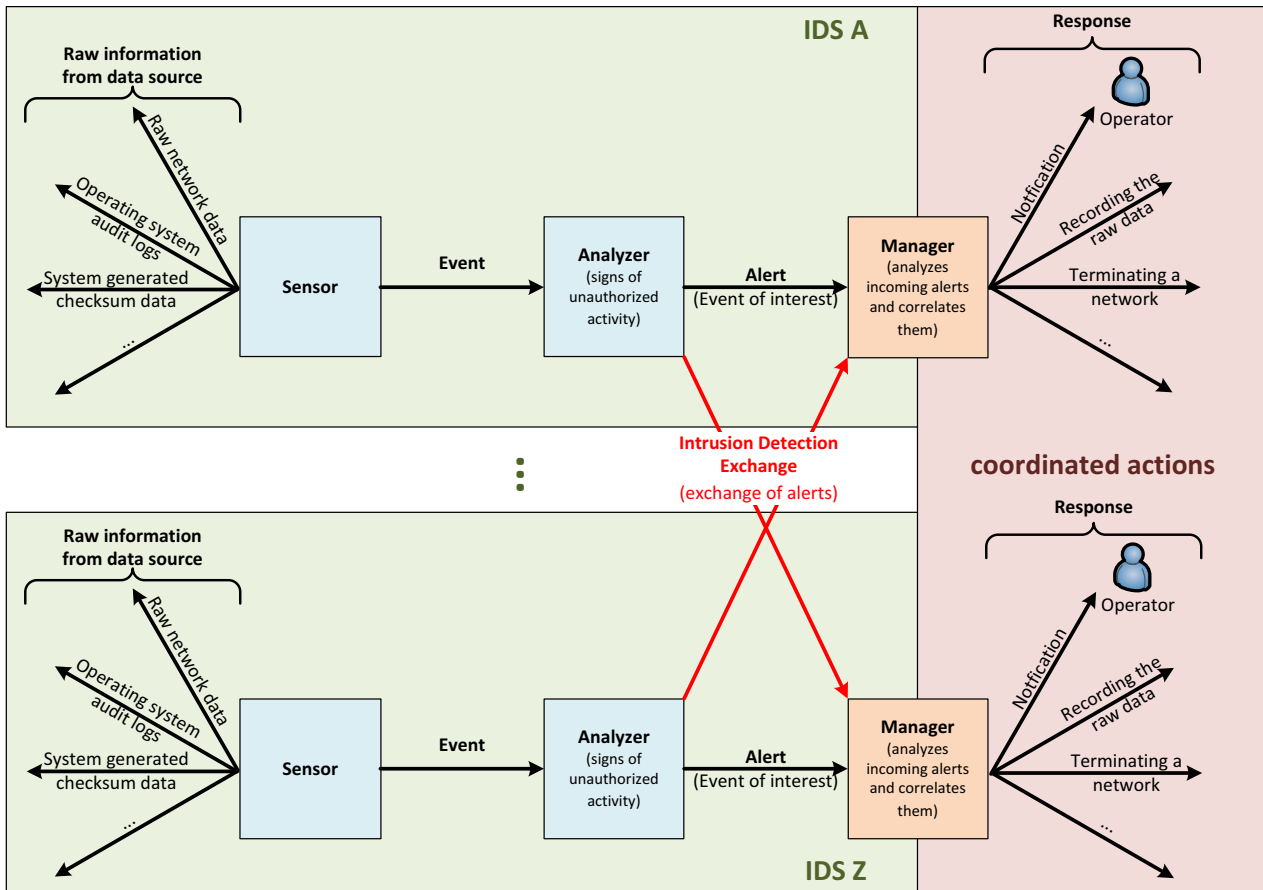 IDS A
Raw information
from data source
Raw network data
Operating system
audit logs
System generated
checksum data
...
Sensor
Event
Analyzer
(signs of
unauthorized
activity)
Alert
(Event of interest)
Manager
(analyzes
incoming alerts
and correlates
them)
Response
Operator
Notfication
Recording the
raw data
Terminating a
network
...
Intrusion Detection
Exchange
(exchange of alerts)
coordinated actions
Raw information
from data source
Raw network data
Operating system
audit logs
System generated
checksum data
...
Sensor
Event
Analyzer
(signs of
unauthorized
activity)
Alert
(Event of interest)
Manager
(analyzes
incoming alerts
and correlates
them)
Response
Operator
Notfication
Recording the
raw data
Terminating a
network
...
IDS Z